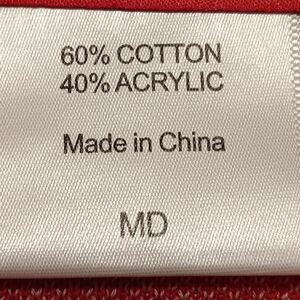 60% COTTON
40% ACRYLIC
Made in China
MD